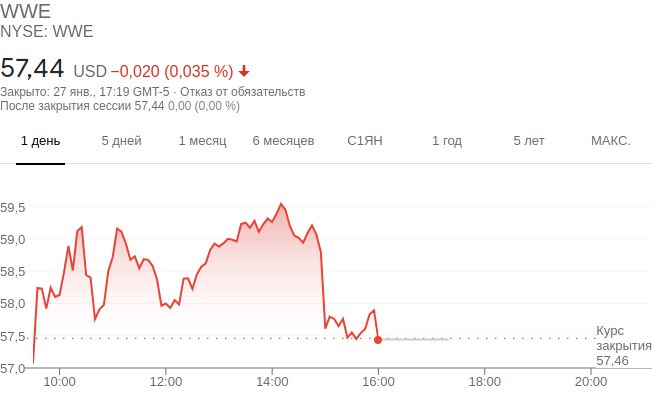 WWE
NYSE: WWE
57,44 USD −0,020 (0,035 %)
Закрыто: 27 янв., 17:19 GMT-5 · Отказ от обязательств
После закрытия сессии 57,44 0,00 (0,00 %)
1 день 5 дней 1 месяц 6 месяцев С1ЯН 1 год 5 лет МАКС.
59,5
59,0
58,5
58,0
57,5
57,0
Курс
закрытия
57,46
10:00 12:00 14:00 16:00 18:00 20:00